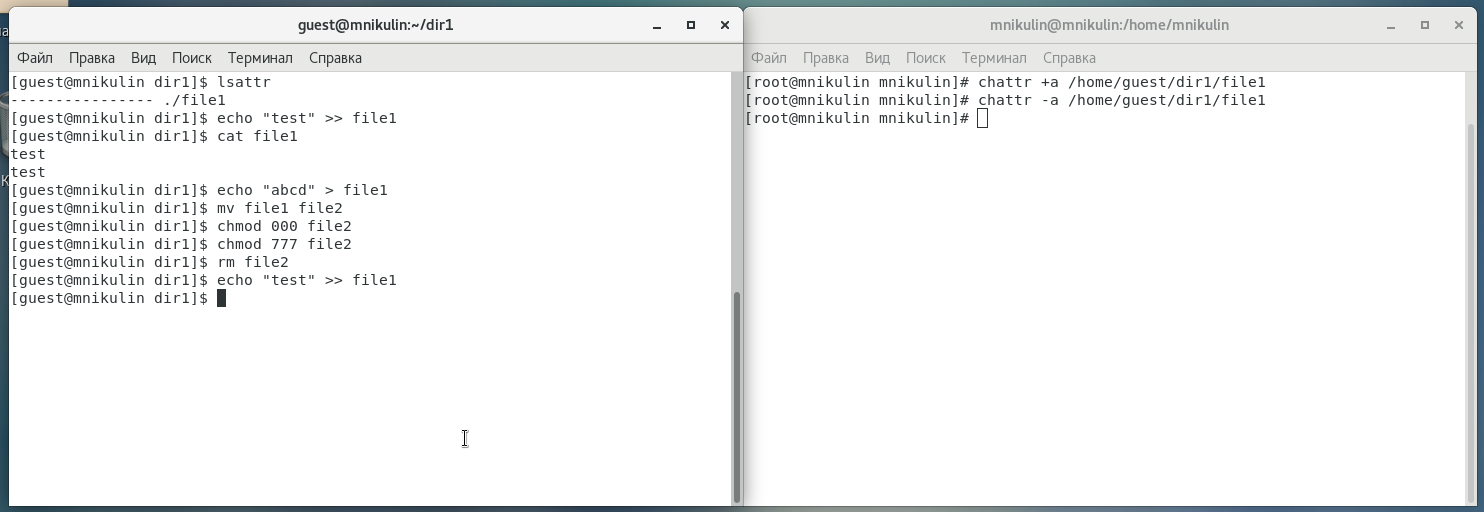 guest@mnikulin:~/dir1
Файл Правка Вид Поиск Терминал Справка
[guest@mnikulin dir1]$ lsattr
---------------- ./file1
[guest@mnikulin dir1]$ echo "test" >> file1
[guest@mnikulin dir1]$ cat file1
test
test
[guest@mnikulin dir1]$ echo "abcd" > file1
[guest@mnikulin dir1]$ mv file1 file2
[guest@mnikulin dir1]$ chmod 000 file2
[guest@mnikulin dir1]$ chmod 777 file2
[guest@mnikulin dir1]$ rm file2
[guest@mnikulin dir1]$ echo "test" >> file1
[guest@mnikulin dir1]$
mnikulin@mnikulin:/home/mnikulin
Файл Правка Вид Поиск Терминал Справка
[root@mnikulin mnikulin]# chattr +a /home/guest/dir1/file1
[root@mnikulin mnikulin]# chattr -a /home/guest/dir1/file1
[root@mnikulin mnikulin]#